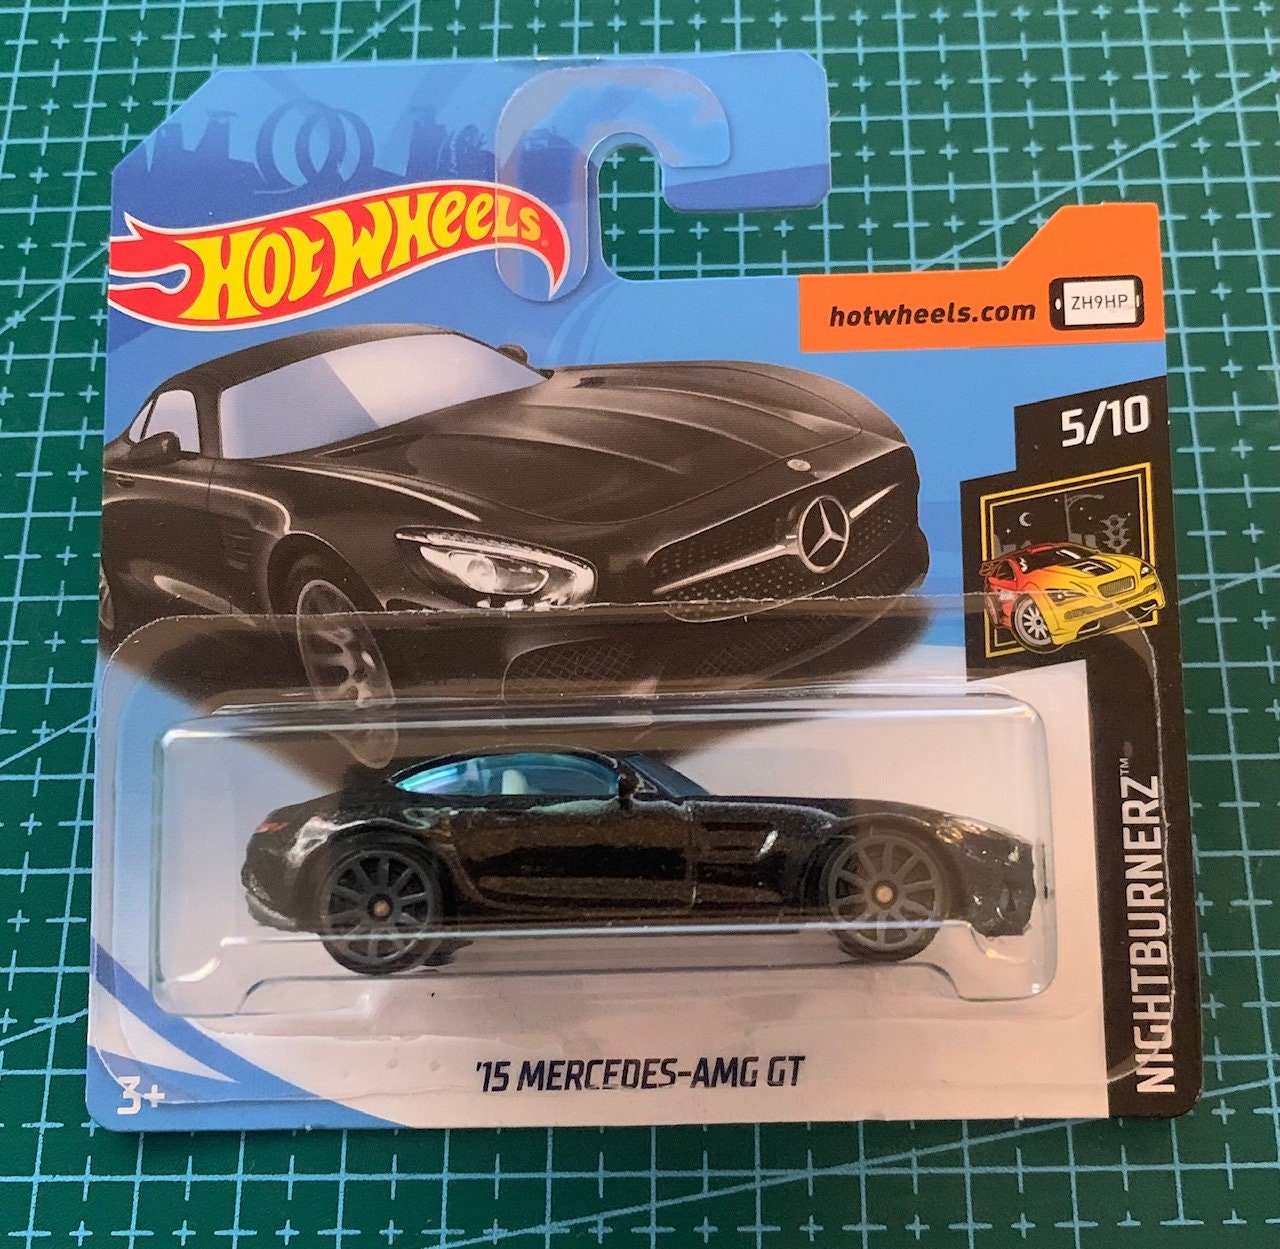 HOT WHEELS
hotwheels.com
ZH9HP
5/10
NIGHTBURNERZ™
'15 MERCEDES-AMG GT
3+